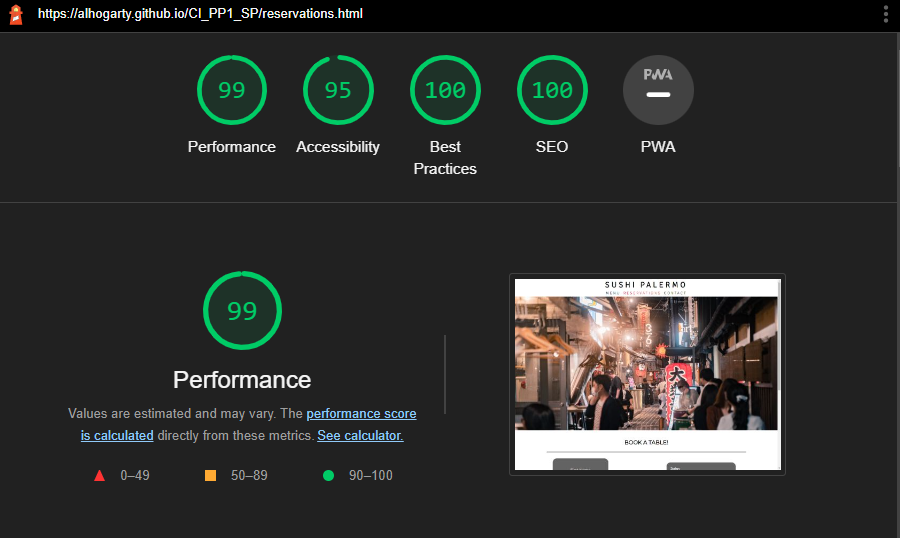 https://alhogarty.github.io/CI_PP1_SP/reservations.html
99
95
100
100
PWA
Performance
Accessibility
Best
Practices
SEO
PWA
99
Performance
Values are estimated and may vary. The performance score
is calculated directly from these metrics. See calculator.
0–49
50–89
90–100
SUSHI PALERMO
MENU RESERVATIONS CONTACT
大
BOOK A TABLE!